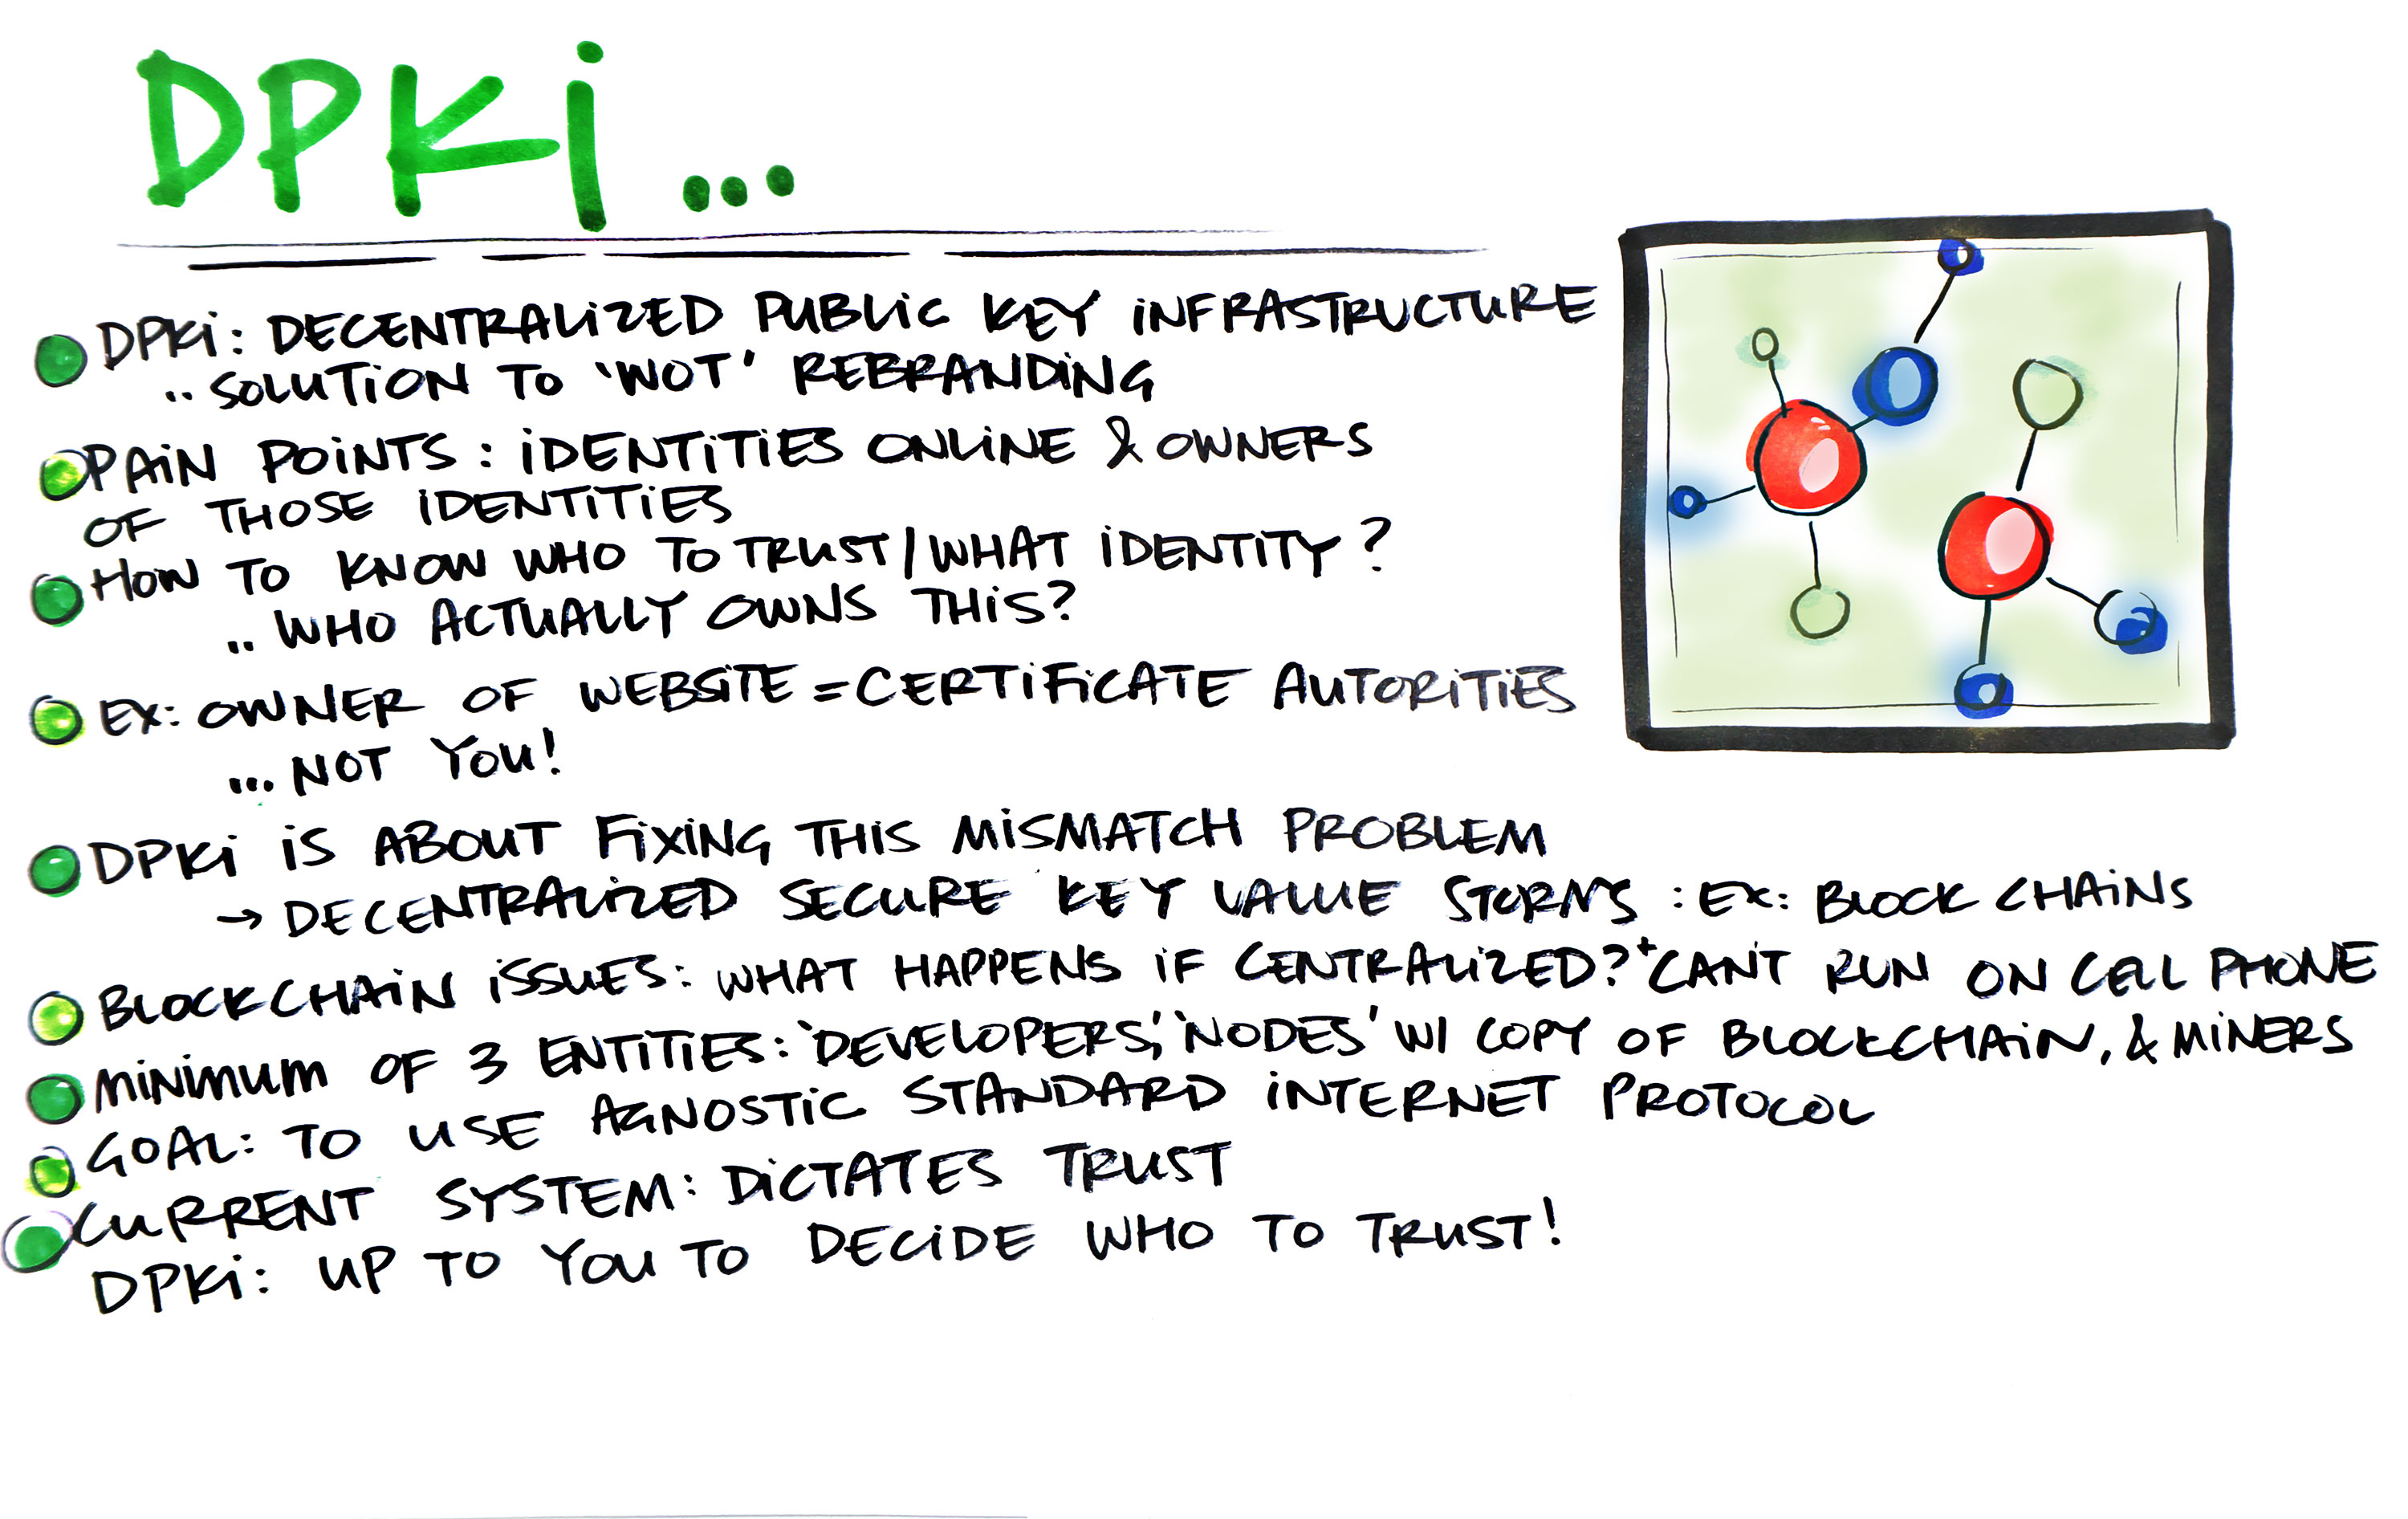 DPKi...
DPKi: DECENTRALiZED PUBLiC KEY iNFRASTRUCTURE
..SOLUTiON TO 'WOT' REBRANDiNG
PAiN POiNTS: iDENTiTiES ONLiNE & OWNERS
OF THOSE iDENTiTiES
HOW TO KNOW WHO TO TRUST/WHAT iDENTiTY?
..WHO ACTUALLY OWNS THiS?
EX: OWNER OF WEBSiTE = CERTiFiCATE AUTORiTiES
...NOT YOU!
DPKi iS ABOUT FiXiNG THiS MiSMATCH PROBLEM
→ DECENTRALiZED SECURE KEY VALUE : EX: BLOCK CHAiNS
BLOCKCHAiN iSSUES: WHAT HAPPENS iF CENTRALiZED? + CAN'T RUN ON CELL PHONE
MiNiMUM OF 3 ENTiTiES: 'DEVELOPERS', 'NODES' W/ COPY OF BLOCKCHAiN, & MiNERS
GOAL: TO USE AGNOSTiC STANDARD iNTERNET PROTOCOL
CURRENT SYSTEM: DiCTATES TRUST
DPKi: UP TO YOU TO DECiDE WHO TO TRUST!